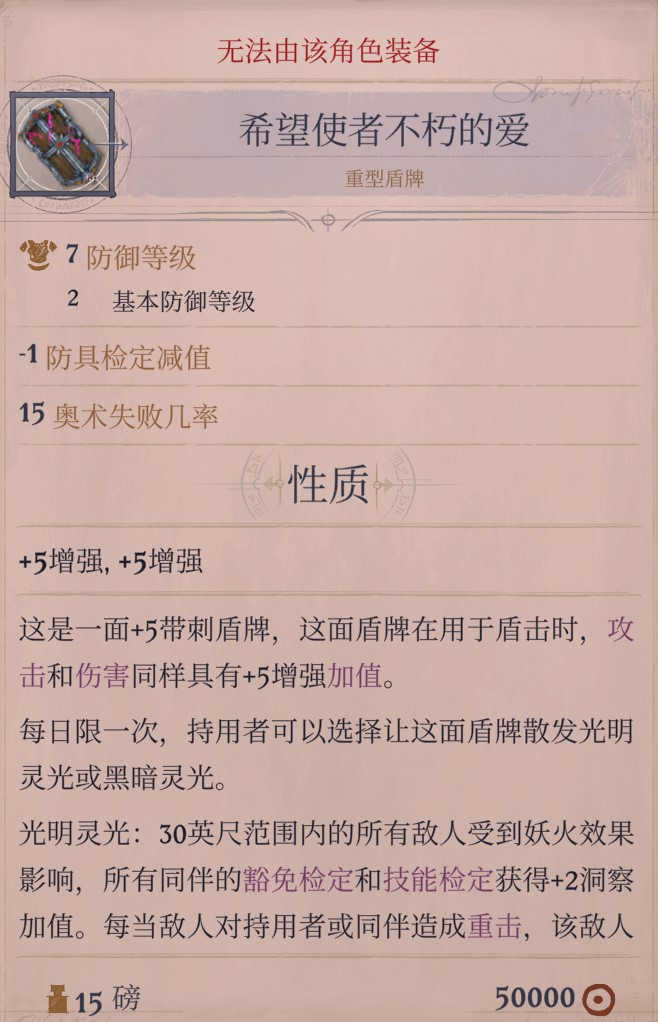 无法由该角色装备
希望使者不朽的爱
重型盾牌
7 防御等级
2 基本防御等级
-1 防具检定减值
15 奥术失败几率
性质
+5增强, +5增强
这是一面+5带刺盾牌，这面盾牌在用于盾击时，攻
击和伤害同样具有+5增强加值。
每日限一次，持用者可以选择让这面盾牌散发光明
灵光或黑暗灵光。
光明灵光：30英尺范围内的所有敌人受到妖火效果
影响，所有同伴的豁免检定和技能检定获得+2洞察
加值。每当敌人对持用者或同伴造成重击，该敌人
15 磅
50000